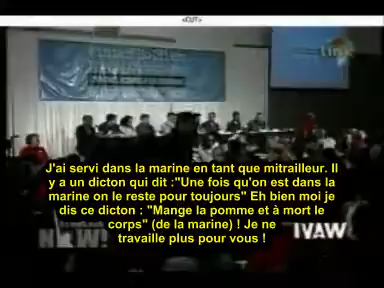 <CUT>
Link
J'ai servi dans la marine en tant que mitrailleur. Il
y a un dicton qui dit :"Une fois qu'on est dans la
marine on le reste pour toujours" Eh bien moi je
dis ce dicton : "Mange la pomme et à mort le
corps" (de la marine) ! Je ne
travaille plus pour vous !
NOW!
IVAW